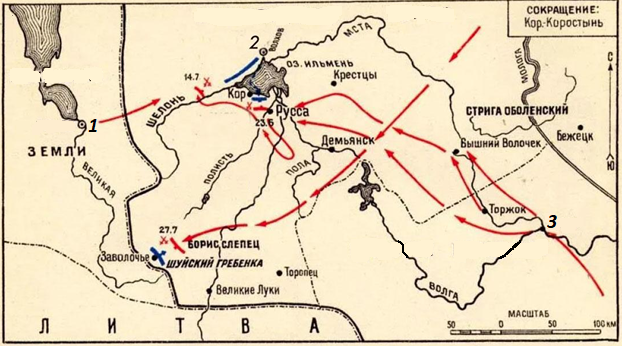 СОКРАЩЕНИЕ:
Кор.-Коростынь
2
ВОЛХОВ
МСТА
ОЗ. ИЛЬМЕНЬ
МОЛОГА
С
14.7
Кор
Крестцы
1
ШЕЛОНЬ
Русса
СТРИГА ОБОЛЕНСКИЙ
23.6
Бежецк
ЗЕМЛИ
Демьянск
Вышний Волочек
ВЕЛИКАЯ
ПОЛИСТЬ
ПОЛА
Ю
Торжок
3
27.7
БОРИС СЛЕПЕЦ
Заволочье
ШУЙСКИЙ ГРЕБЕНКА
Торопец
Великие Луки
ВОЛГА
МАСШТАБ
ЛИТВА
50 0 50 100 км